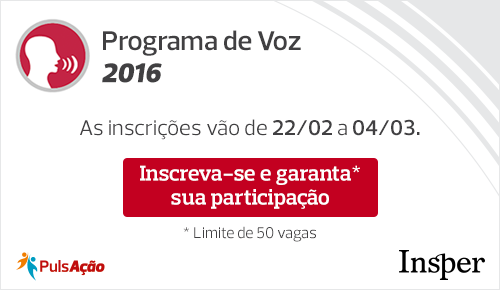 Programa de Voz
2016
As inscrições vão de 22/02 a 04/03.
Inscreva-se e garanta*
sua participação
* Limite de 50 vagas
PulsAção
Insper